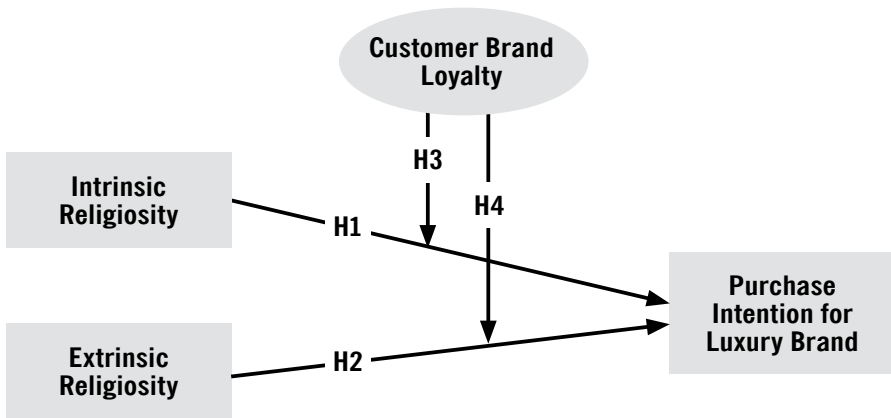 Customer Brand
Loyalty
H3
Intrinsic
Religiosity
H4
H1
Purchase
Intention for
Luxury Brand
Extrinsic
Religiosity
H2